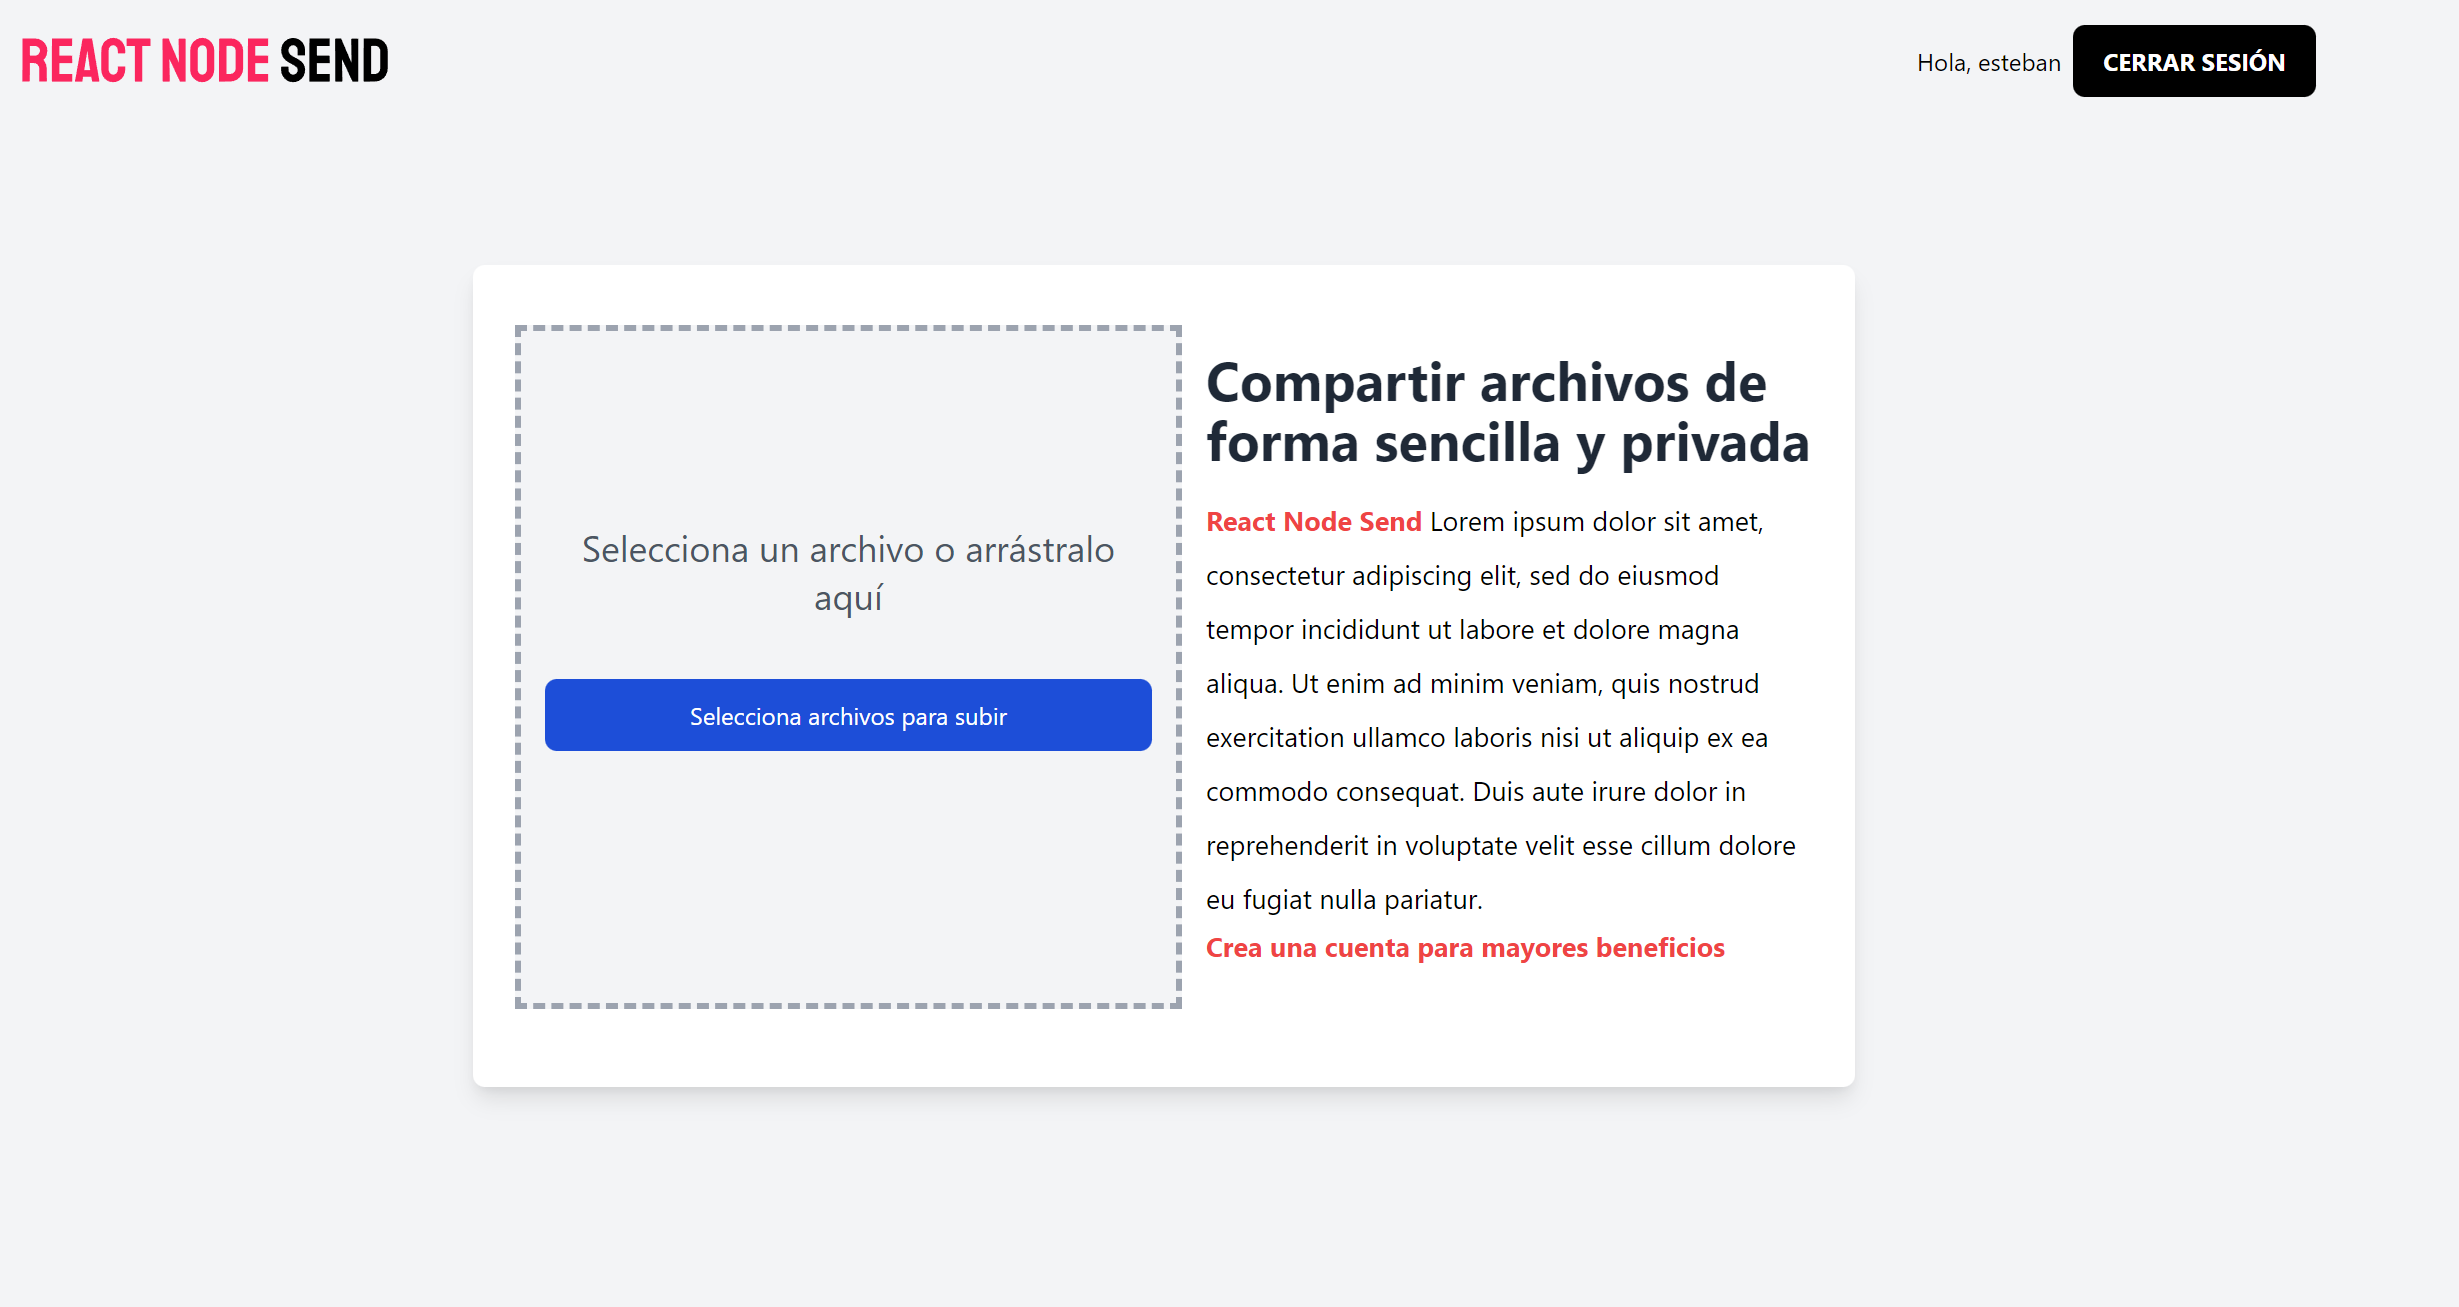 REACT NODE SEND
Hola, esteban
CERRAR SESIÓN
Selecciona un archivo o arrástralo
aquí
Selecciona archivos para subir
Compartir archivos de
forma sencilla y privada
React Node Send Lorem ipsum dolor sit amet,
consectetur adipiscing elit, sed do eiusmod
tempor incididunt ut labore et dolore magna
aliqua. Ut enim ad minim veniam, quis nostrud
exercitation ullamco laboris nisi ut aliquip ex ea
commodo consequat. Duis aute irure dolor in
reprehenderit in voluptate velit esse cillum dolore
eu fugiat nulla pariatur.
Crea una cuenta para mayores beneficios